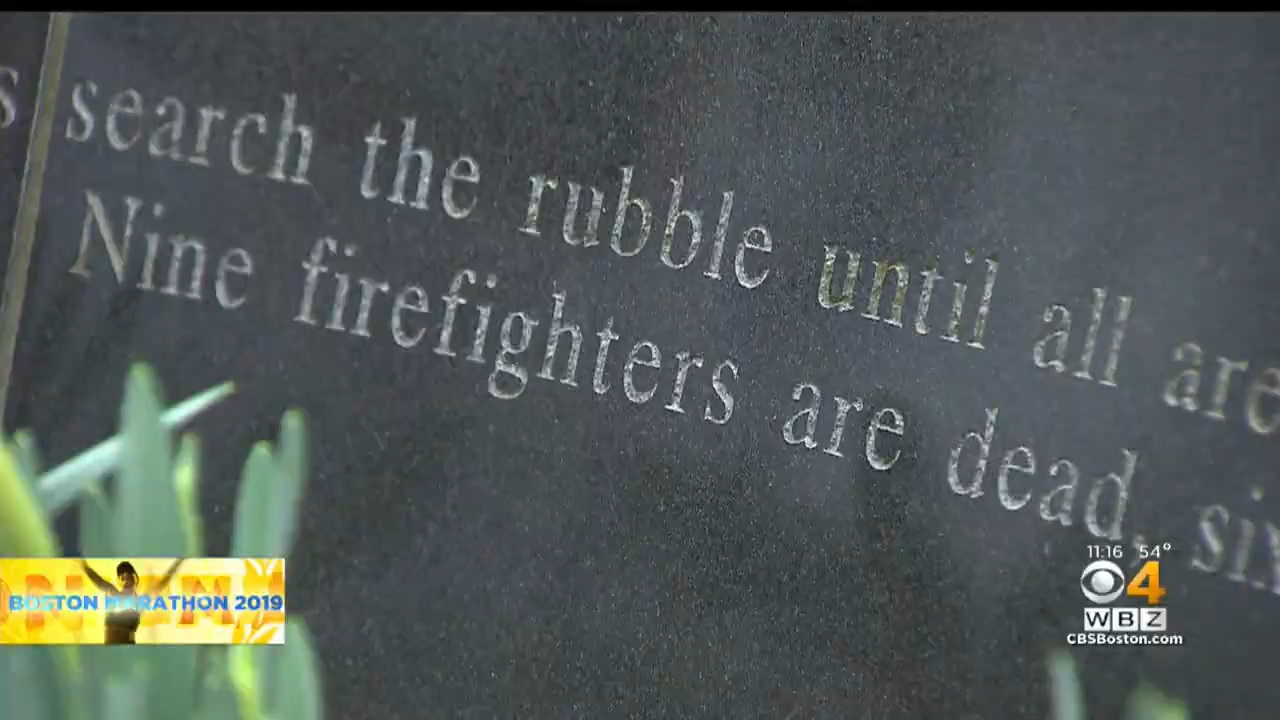 s search the rubble until all are
Nine firefighters are dead, six
BOSTON MARATHON 2019
11:16 54°
4
WBZ
CBSBoston.com